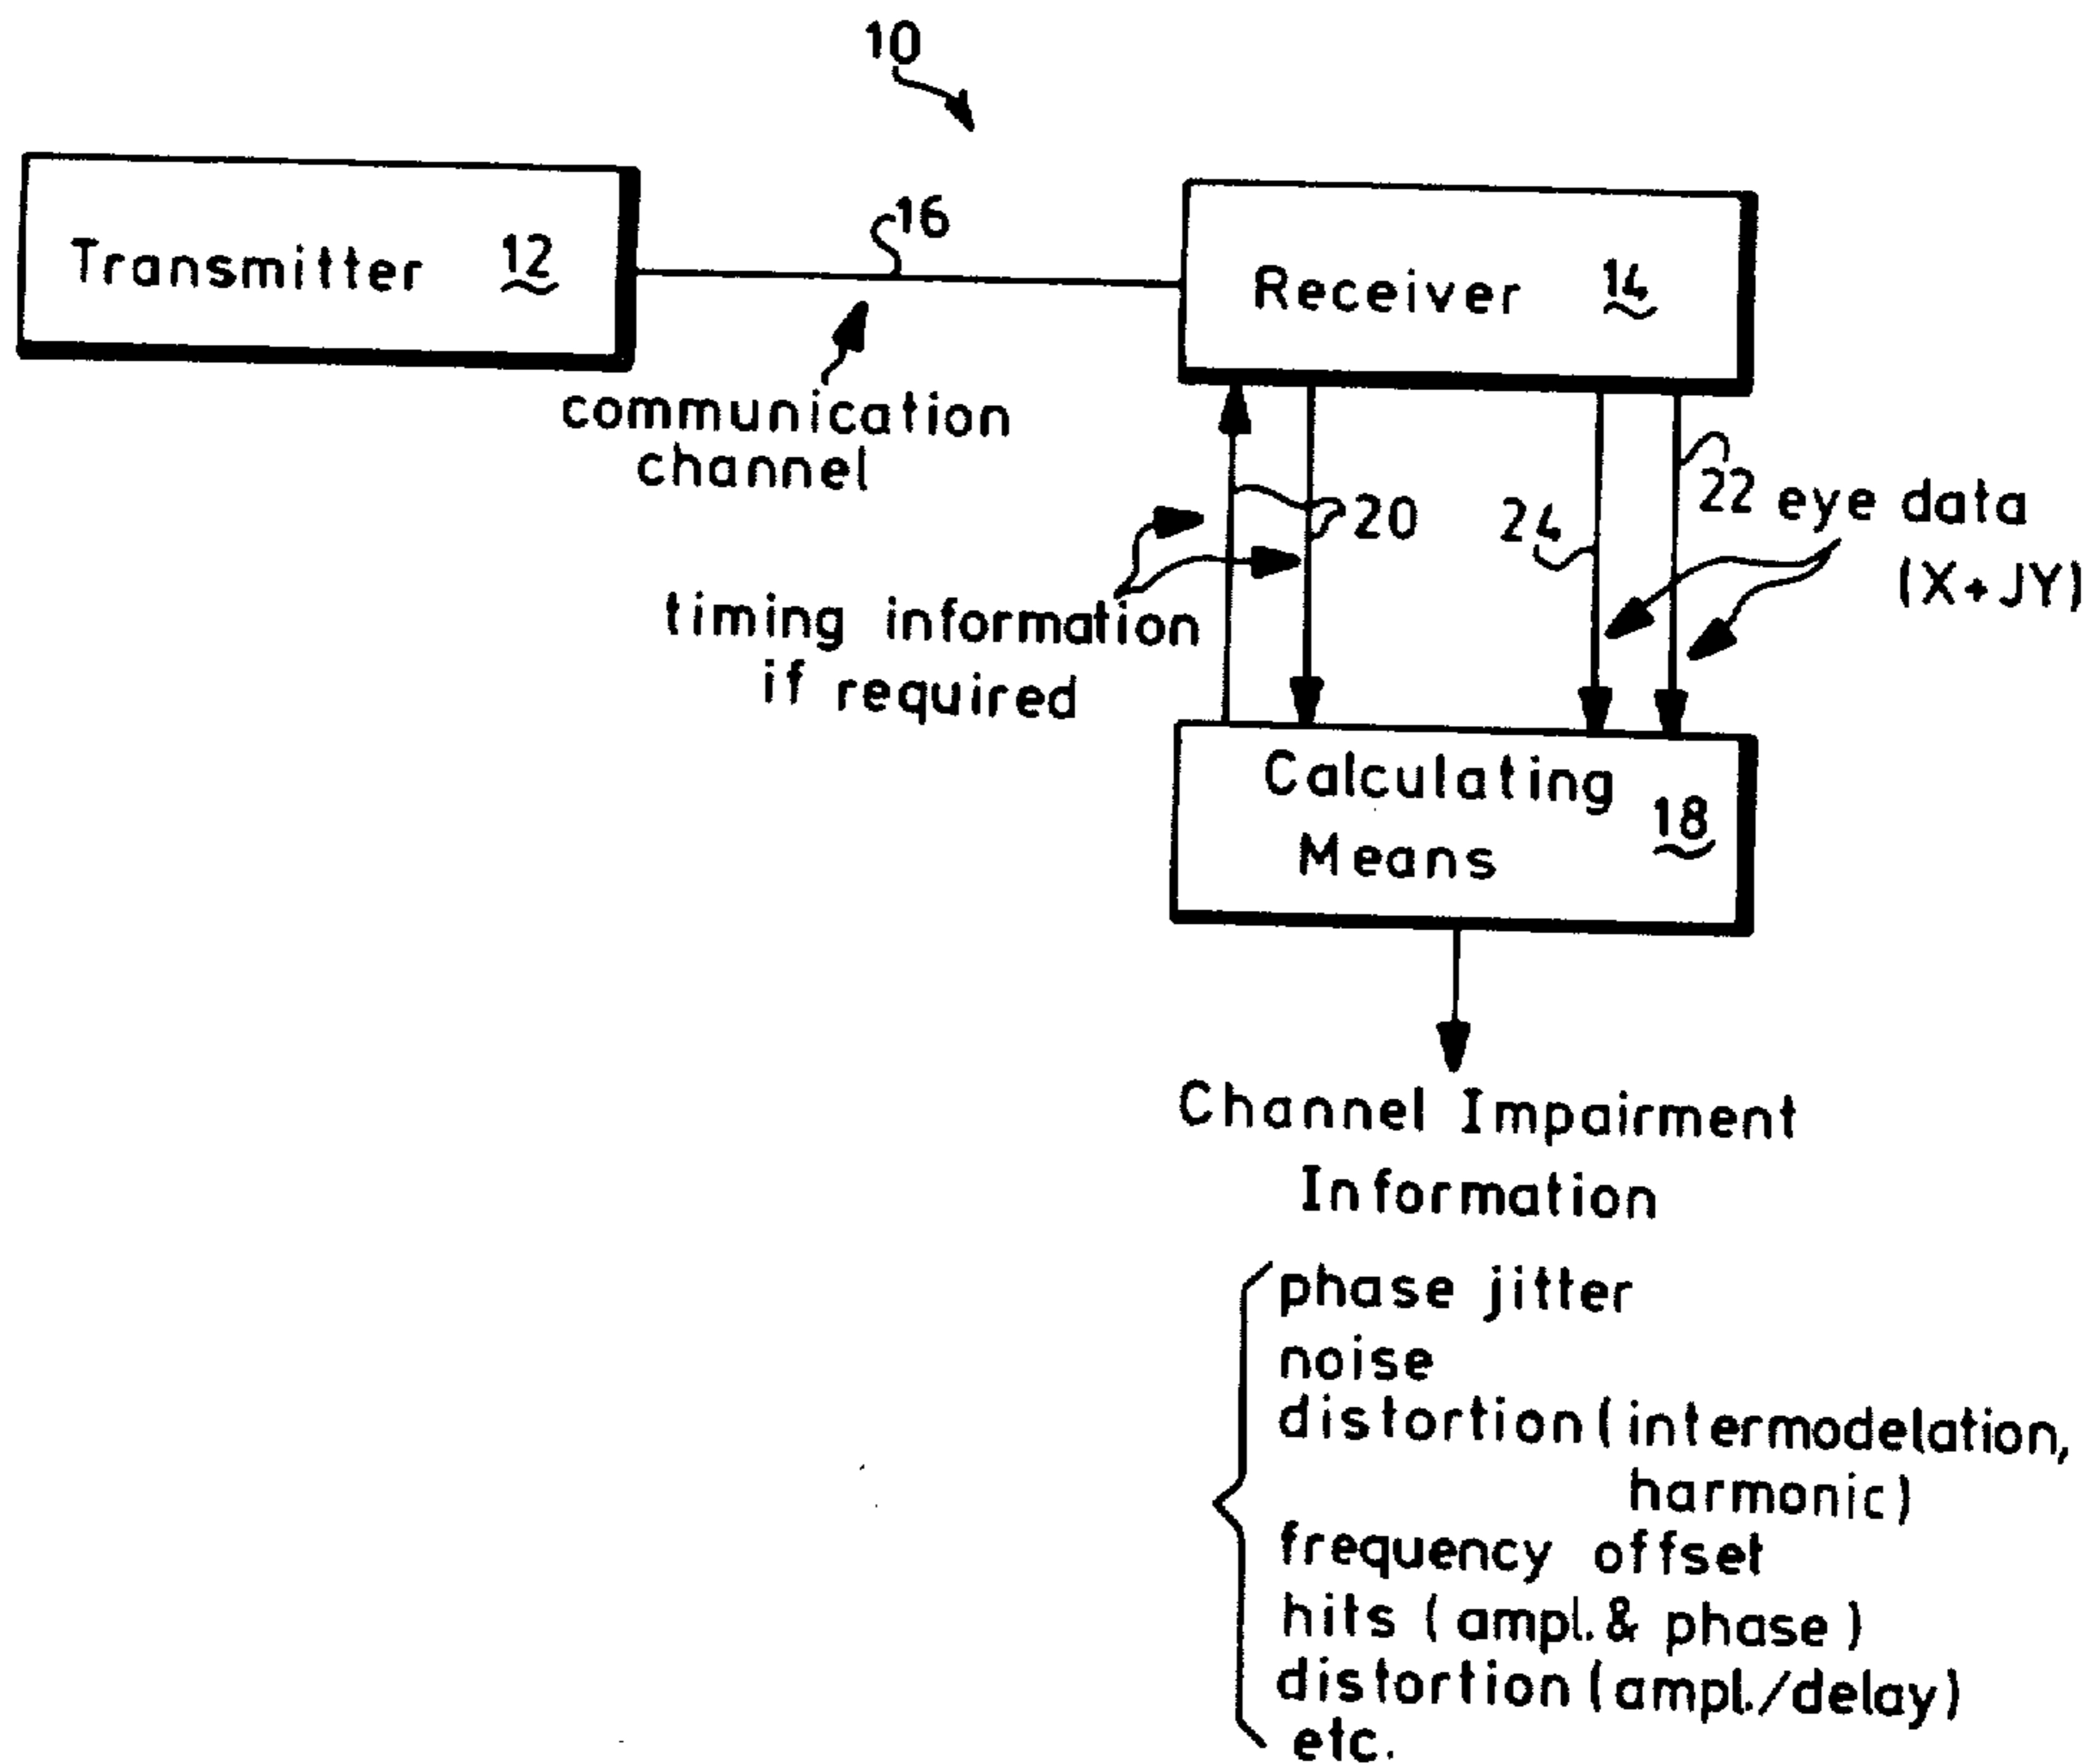 10
Transmitter 12
16
Receiver 14
communication
channel
20
24
22 eye data
(X+JY)
timing information
if required
Calculating
Means
18
Channel Impairment
Information
phase jitter
noise
distortion (intermodelation,
harmonic)
frequency offset
hits (ampl. & phase)
distortion (ampl./delay)
etc.